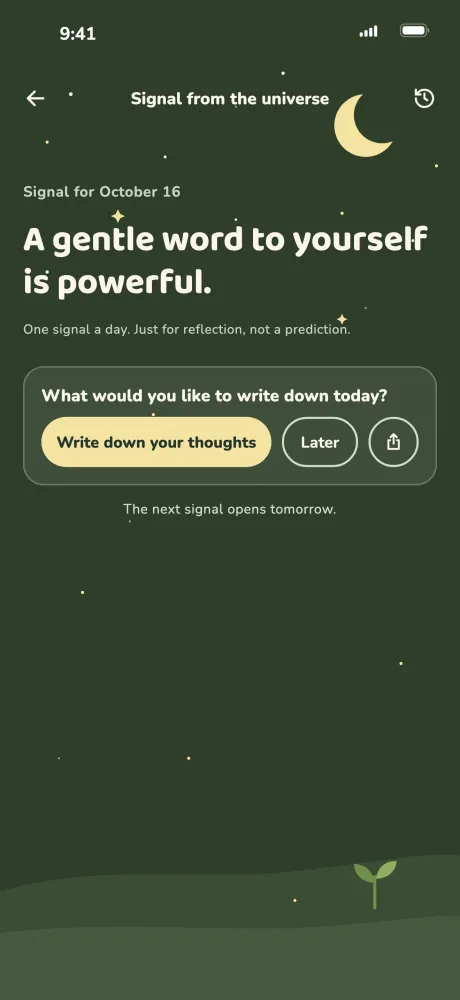 9:41
Signal from the universe
Signal for October 16
A gentle word to yourself
is powerful.
One signal a day. Just for reflection, not a prediction.
What would you like to write down today?
Write down your thoughts
Later
The next signal opens tomorrow.